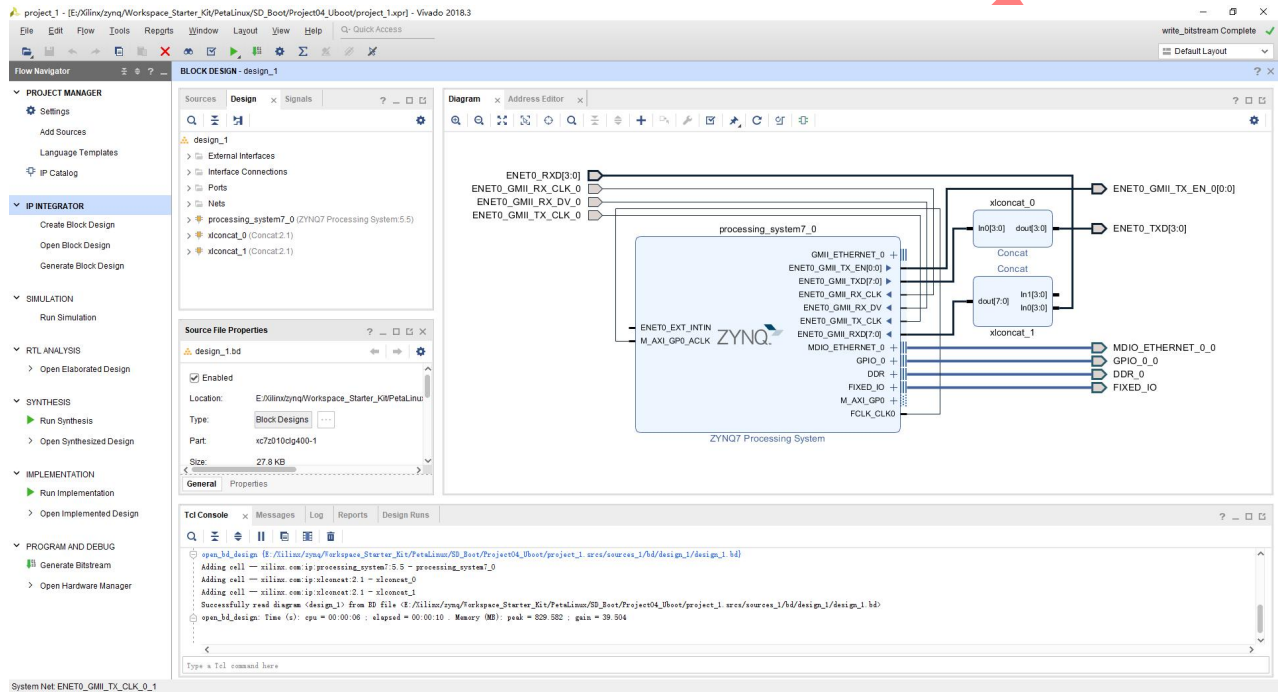 project_1 - [E:/Xilinx/zynq/Workspace_Starter_Kit/PetaLinux/SD_Boot/Project04_Uboot/project_1.xpr] - Vivado 2018.3
File Edit Flow Tools Reports Window Layout View Help Q- Quick Access
write_bitstream Complete
Default Layout
Flow Navigator
PROJECT MANAGER
Settings
Add Sources
Language Templates
IP Catalog
IP INTEGRATOR
Create Block Design
Open Block Design
Generate Block Design
SIMULATION
Run Simulation
RTL ANALYSIS
Open Elaborated Design
SYNTHESIS
Run Synthesis
Open Synthesized Design
IMPLEMENTATION
Run Implementation
Open Implemented Design
PROGRAM AND DEBUG
Generate Bitstream
Open Hardware Manager
BLOCK DESIGN - design_1
Sources Design Signals
design_1
External Interfaces
Interface Connections
Ports
Nets
processing_system7_0 (ZYNQ7 Processing System:5.5)
xlconcat_0 (Concat:2.1)
xlconcat_1 (Concat:2.1)
Source File Properties
design_1.bd
Enabled
Location: E:/Xilinx/zynq/Workspace_Starter_Kit/PetaLinu
Type: Block Designs
Part: xc7z010clg400-1
Size: 27.8 KB
General Properties
Diagram Address Editor
ENET0_RXD[3:0]
ENET0_GMII_RX_CLK_0
ENET0_GMII_RX_DV_0
ENET0_GMII_TX_CLK_0
processing_system7_0
GMII_ETHERNET_0
ENET0_GMII_TX_EN[0:0]
ENET0_GMII_TXD[7:0]
ENET0_GMII_RX_CLK
ENET0_GMII_RX_DV
ENET0_GMII_TX_CLK
ENET0_GMII_RXD[7:0]
MDIO_ETHERNET_0
GPIO_0
DDR
FIXED_IO
M_AXI_GP0
FCLK_CLK0
ENET0_EXT_INTIN
M_AXI_GP0_ACLK
ZYNQ
ZYNQ7 Processing System
xlconcat_0
In0[3:0] dout[3:0]
Concat
Concat
dout[7:0] In1[3:0]
In0[3:0]
xlconcat_1
ENET0_GMII_TX_EN_0[0:0]
ENET0_TXD[3:0]
MDIO_ETHERNET_0_0
GPIO_0_0
DDR_0
FIXED_IO
Tcl Console Messages Log Reports Design Runs
open_bd_design {E:/Xilinx/zynq/Workspace_Starter_Kit/PetaLinux/SD_Boot/Project04_Uboot/project_1.srcs/sources_1/bd/design_1/design_1.bd}
Adding cell -- xilinx.com:ip:processing_system7:5.5 - processing_system7_0
Adding cell -- xilinx.com:ip:xlconcat:2.1 - xlconcat_0
Adding cell -- xilinx.com:ip:xlconcat:2.1 - xlconcat_1
Successfully read diagram <design_1> from BD file <E:/Xilinx/zynq/Workspace_Starter_Kit/PetaLinux/SD_Boot/Project04_Uboot/project_1.srcs/sources_1/bd/design_1/design_1.bd>
open_bd_design: Time (s): cpu = 00:00:06 ; elapsed = 00:00:10 . Memory (MB): peak = 829.582 ; gain = 39.504
Type a Tcl command here
System Net: ENET0_GMII_TX_CLK_0_1